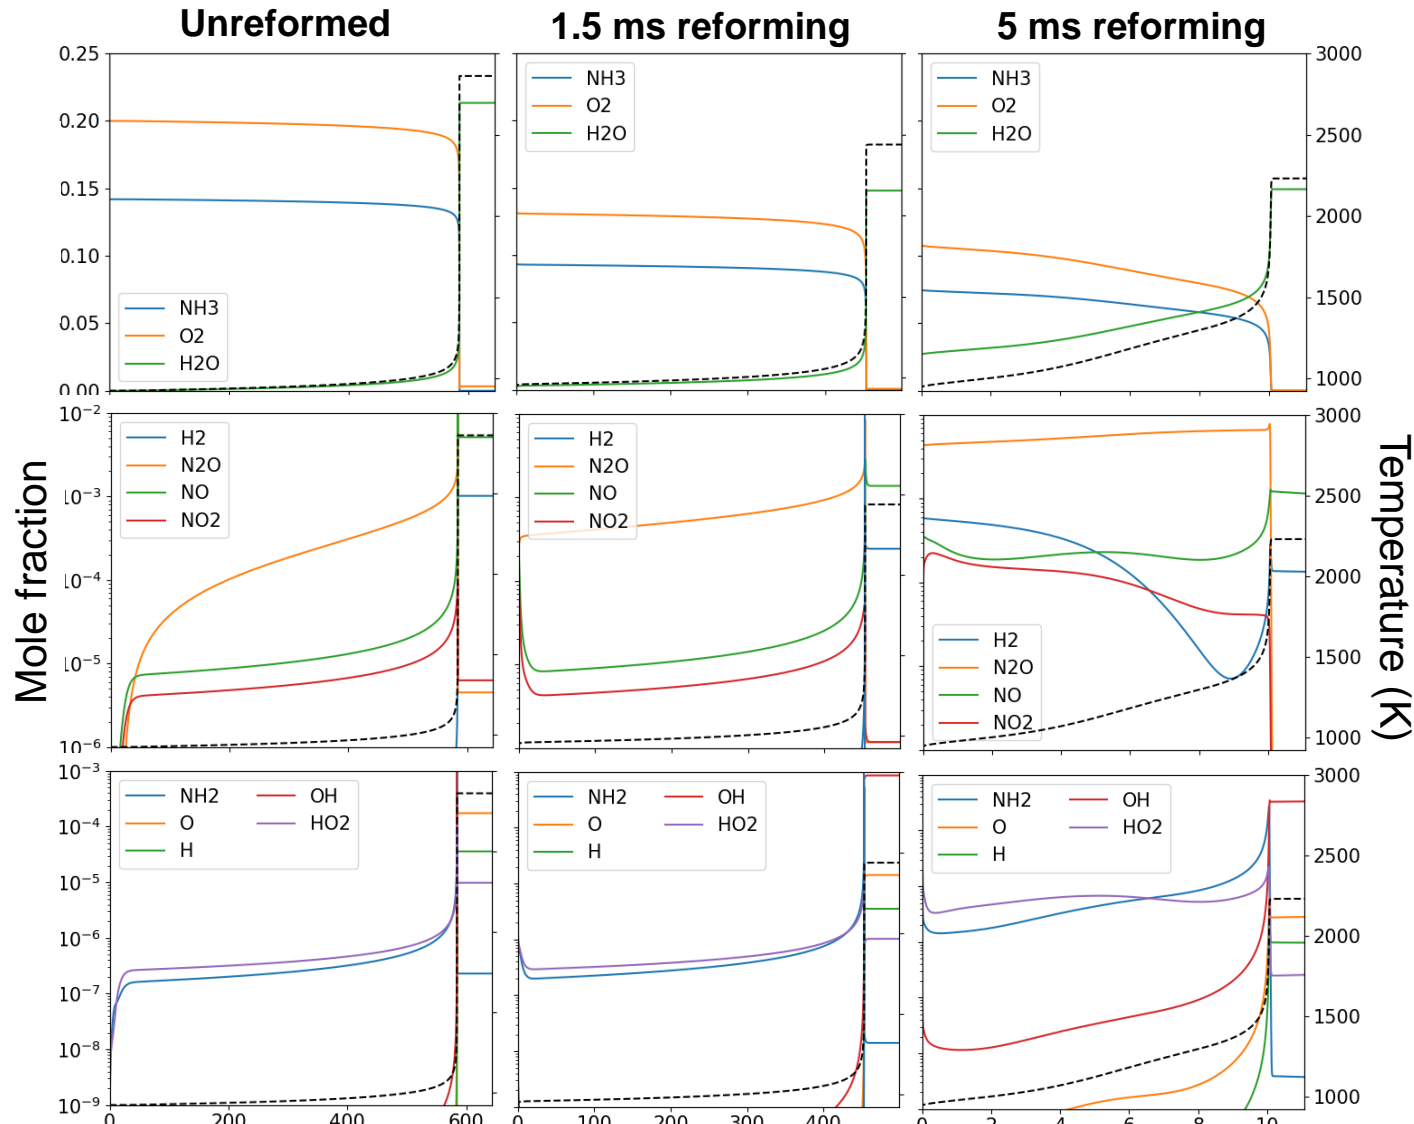 Unreformed
1.5 ms reforming
5 ms reforming
0.25
0.20
0.15
0.10
0.05
0.00
NH3
O2
H2O
NH3
O2
H2O
NH3
O2
H2O
3000
2500
2000
1500
1000
0
200
400
600
0
200
400
0
2
4
6
8
10
Mole fraction
10⁻²
10⁻³
10⁻⁴
10⁻⁵
10⁻⁶
H2
N2O
NO
NO2
H2
N2O
NO
NO2
H2
N2O
NO
NO2
3000
2500
2000
1500
1000
Temperature (K)
10⁻³
10⁻⁴
10⁻⁵
10⁻⁶
10⁻⁷
10⁻⁸
10⁻⁹
NH2 OH
O HO2
H
NH2 OH
O HO2
H
NH2 OH
O HO2
H
3000
2500
2000
1500
1000